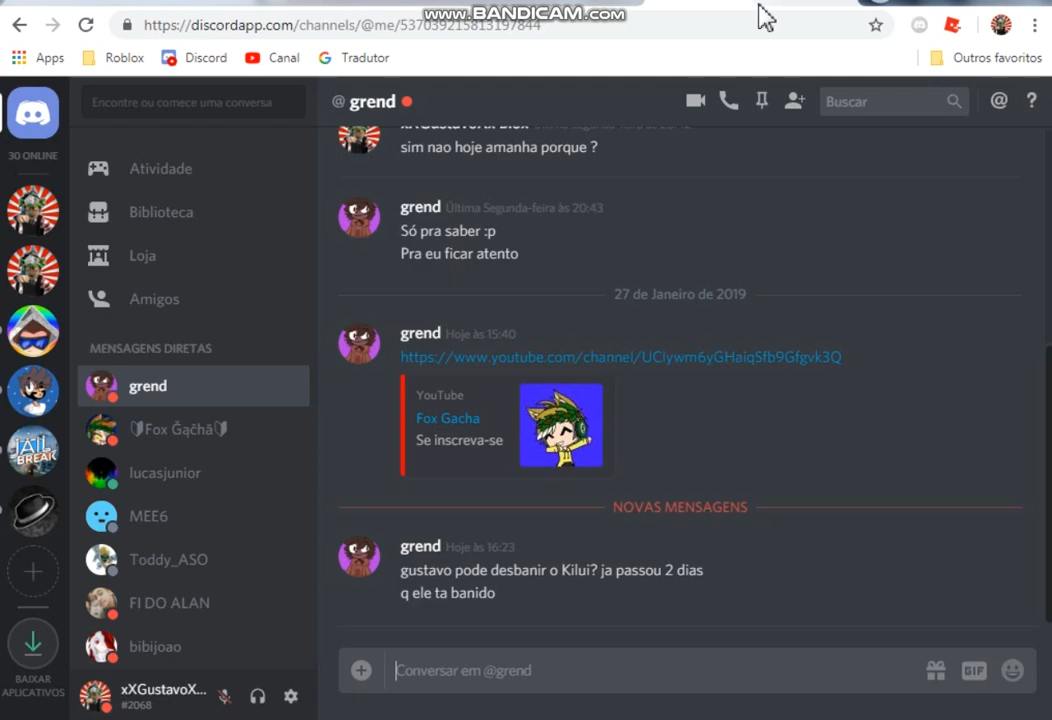 www.BANDICAM.com
https://discordapp.com/channels/@me/537039215813197844
Apps Roblox Discord Canal Tradutor Outros favoritos
30 ONLINE
JAIL BREAK
BAIXAR
APLICATIVOS
Encontre ou comece uma conversa
Atividade
Biblioteca
Loja
Amigos
MENSAGENS DIRETAS
grend
Fox Ğąčhă
lucasjunior
MEE6
Toddy_ASO
FI DO ALAN
bibijoao
xXGustavoX...
#2068
@ grend
Buscar
@ ?
sim nao hoje amanha porque ?
grend Última Segunda-feira às 20:43
Só pra saber :p
Pra eu ficar atento
27 de Janeiro de 2019
grend Hoje às 15:40
https://www.youtube.com/channel/UClywm6yGHaiqSfb9Gfgvk3Q
YouTube
Fox Gacha
Se inscreva-se
NOVAS MENSAGENS
grend Hoje às 16:23
gustavo pode desbanir o Kilui? ja passou 2 dias
q ele ta banido
Conversar em @grend
GIF